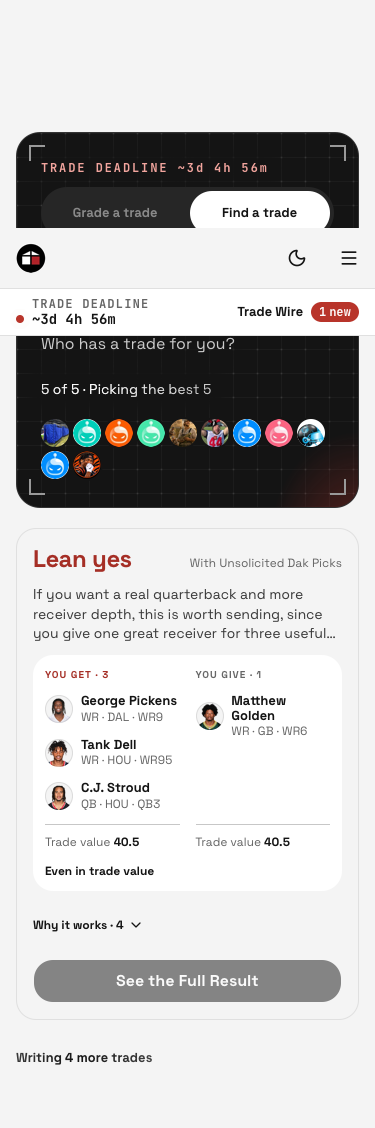 TRADE DEADLINE ~3d 4h 56m
Grade a trade
Find a trade
TRADE DEADLINE
~3d 4h 56m
Trade Wire
1 new
Who has a trade for you?
5 of 5 · Picking the best 5
Lean yes
With Unsolicited Dak Picks
If you want a real quarterback and more
receiver depth, this is worth sending, since
you give one great receiver for three useful…
YOU GET · 3
George Pickens
WR · DAL · WR9
Tank Dell
WR · HOU · WR95
C.J. Stroud
QB · HOU · QB3
Trade value 40.5
YOU GIVE · 1
Matthew
Golden
WR · GB · WR6
Trade value 40.5
Even in trade value
Why it works · 4
See the Full Result
Writing 4 more trades